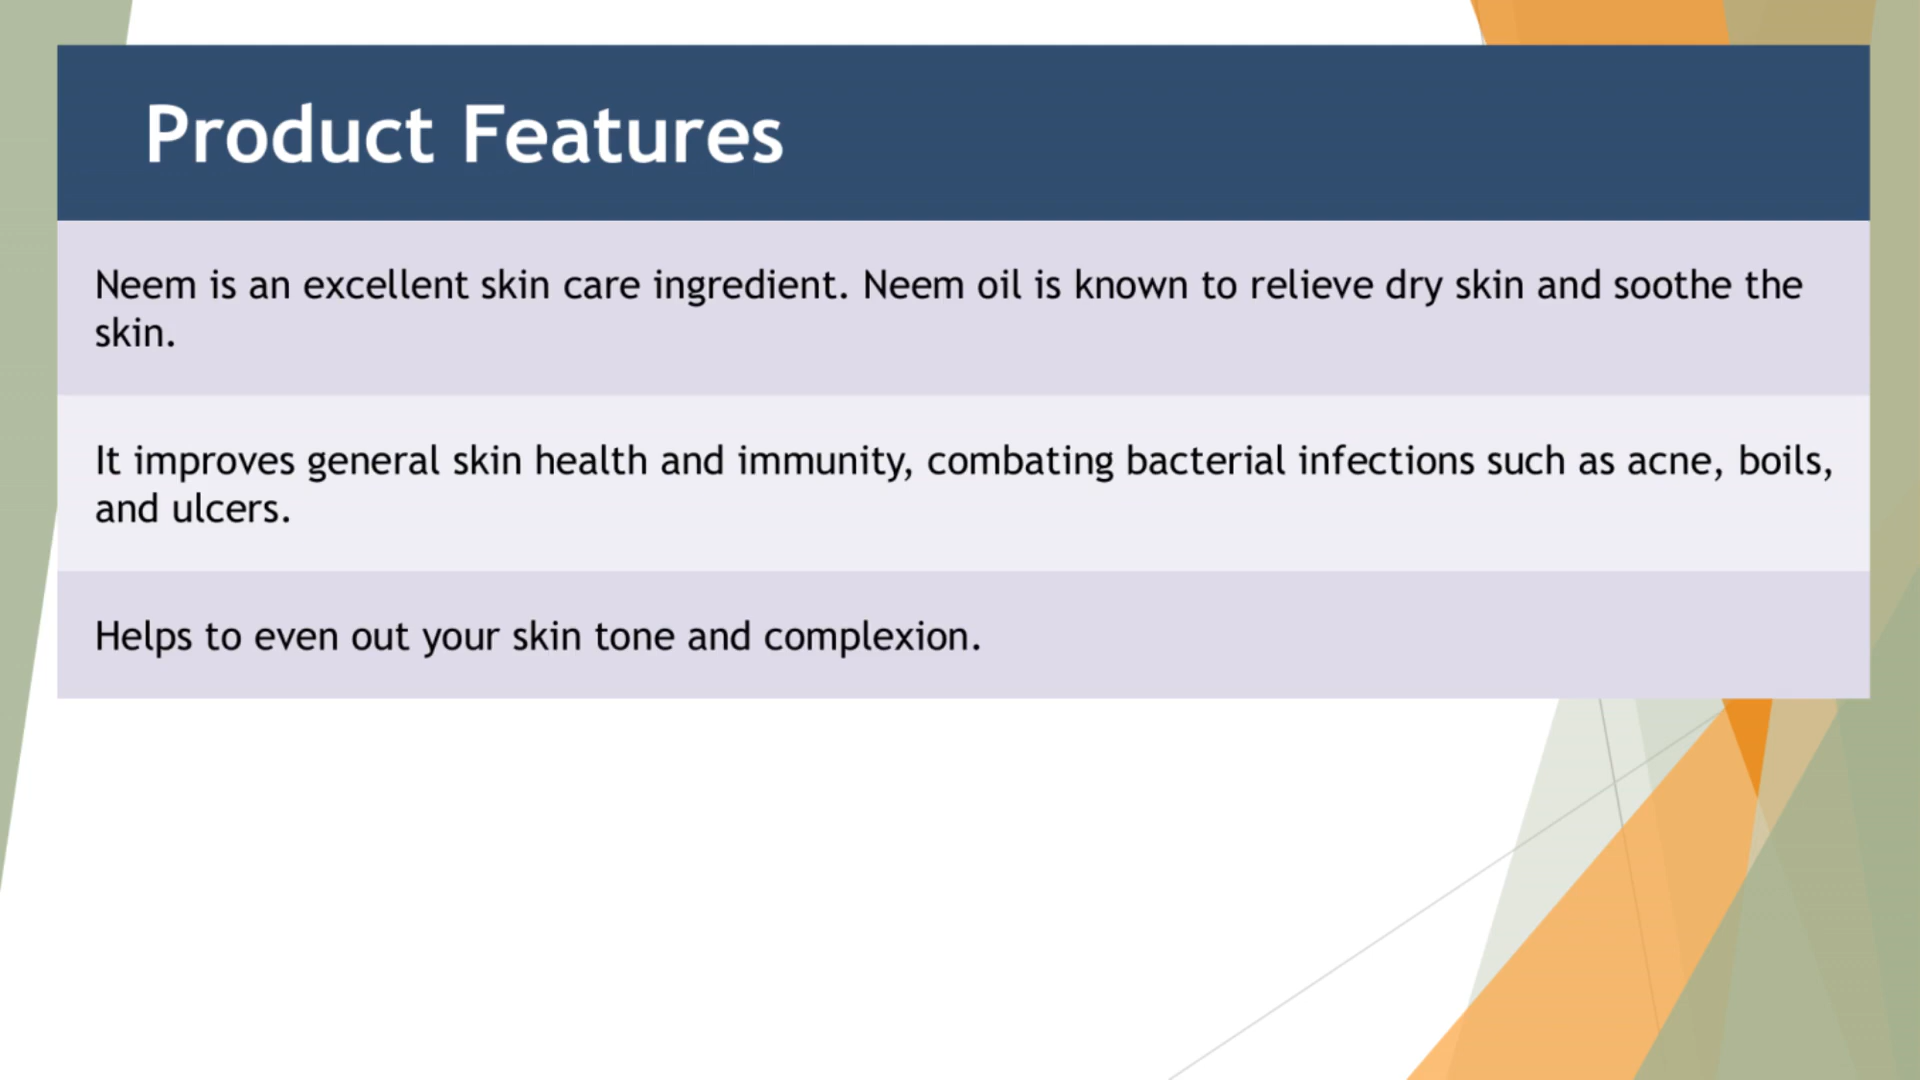 Product Features
Neem is an excellent skin care ingredient. Neem oil is known to relieve dry skin and soothe the
skin.
It improves general skin health and immunity, combating bacterial infections such as acne, boils,
and ulcers.
Helps to even out your skin tone and complexion.